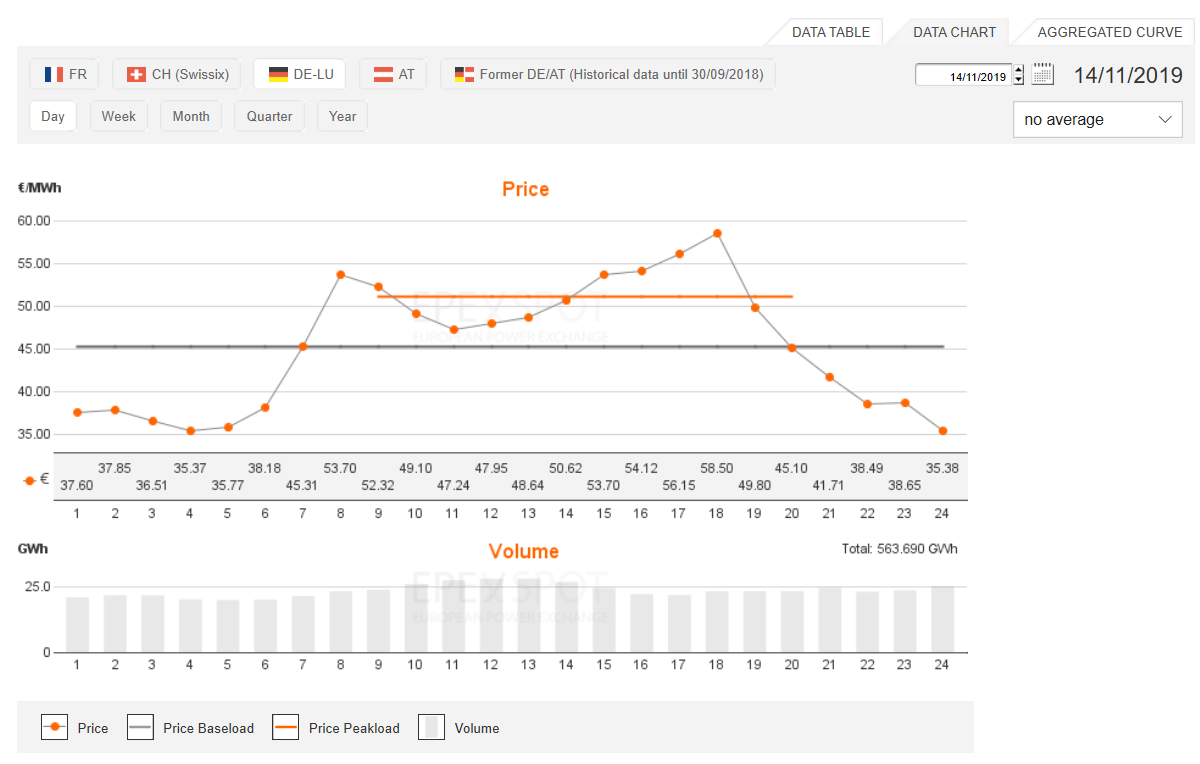 DATA TABLE DATA CHART AGGREGATED CURVE
FR CH (Swissix) DE-LU AT Former DE/AT (Historical data until 30/09/2018) 14/11/2019 14/11/2019
Day Week Month Quarter Year no average
€/MWh Price
60.00
55.00
50.00
EPEXSPOT
EUROPEAN POWER EXCHANGE
45.00
40.00
35.00
37.85 35.37 38.18 53.70 49.10 47.95 50.62 54.12 58.50 45.10 38.49 35.38
€ 37.60 36.51 35.77 45.31 52.32 47.24 48.64 53.70 56.15 49.80 41.71 38.65
1 2 3 4 5 6 7 8 9 10 11 12 13 14 15 16 17 18 19 20 21 22 23 24
GWh Volume Total: 563.690 GWh
25.0
EPEXSPOT
EUROPEAN POWER EXCHANGE
0
1 2 3 4 5 6 7 8 9 10 11 12 13 14 15 16 17 18 19 20 21 22 23 24
Price Price Baseload Price Peakload Volume